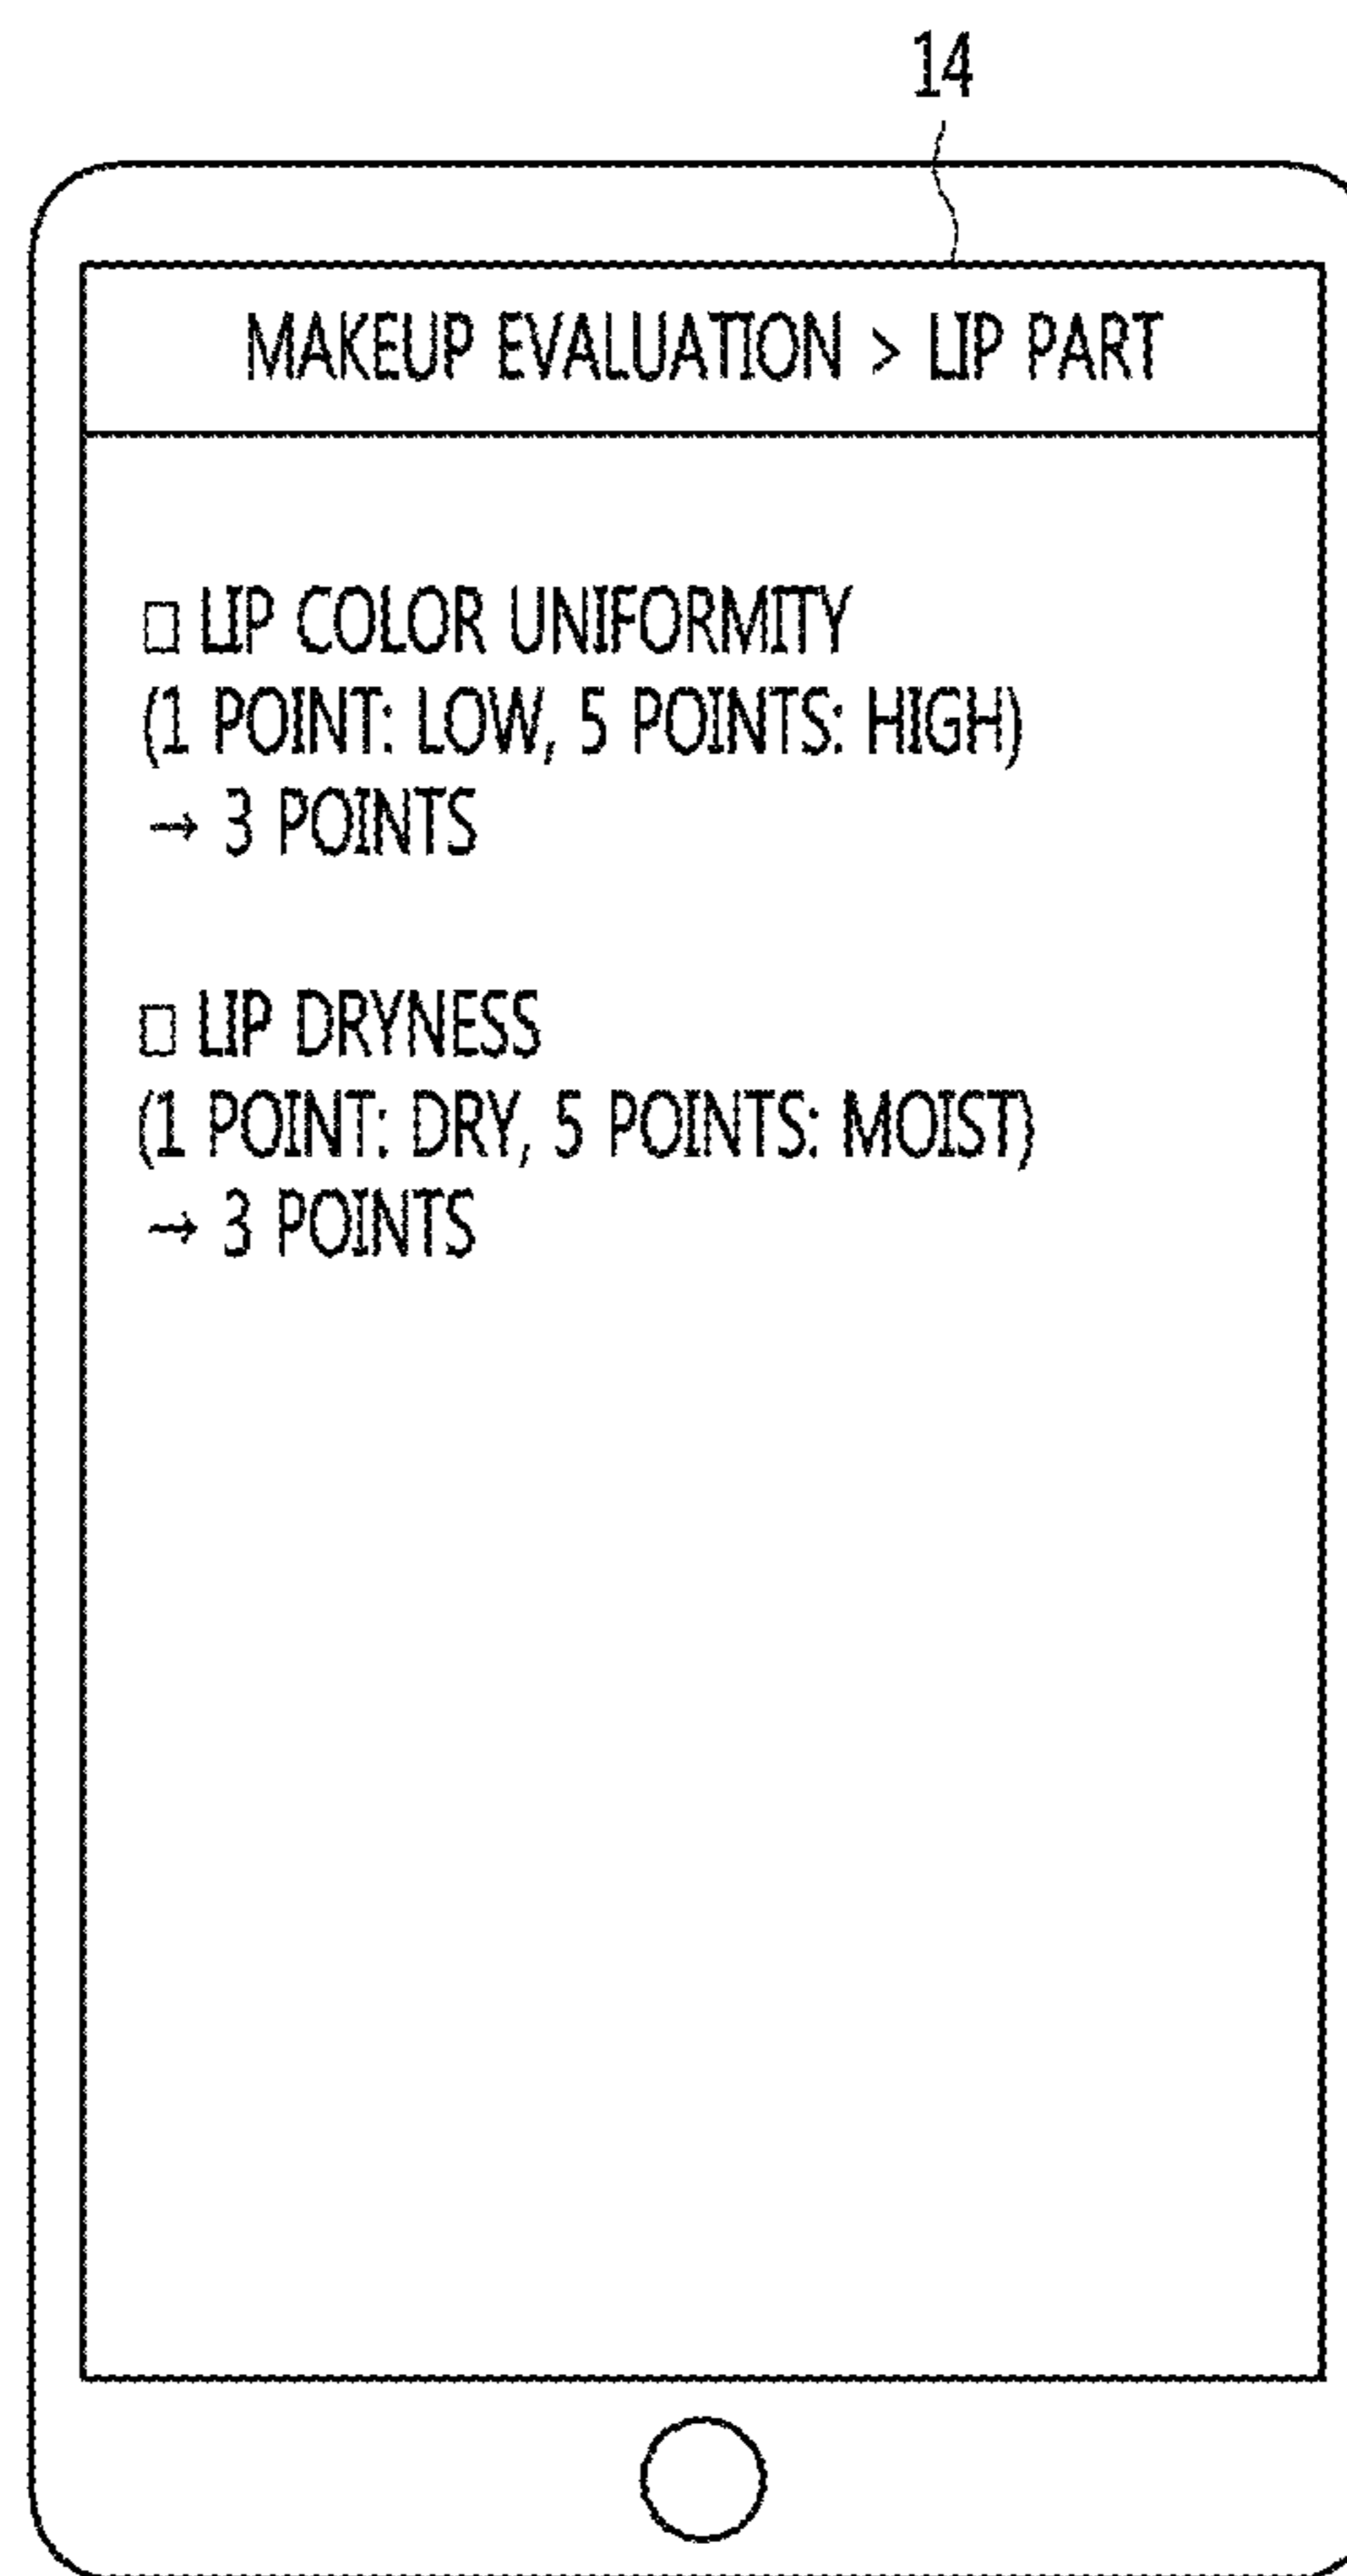 14
MAKEUP EVALUATION > LIP PART
□ LIP COLOR UNIFORMITY
(1 POINT: LOW, 5 POINTS: HIGH)
→ 3 POINTS
□ LIP DRYNESS
(1 POINT: DRY, 5 POINTS: MOIST)
→ 3 POINTS